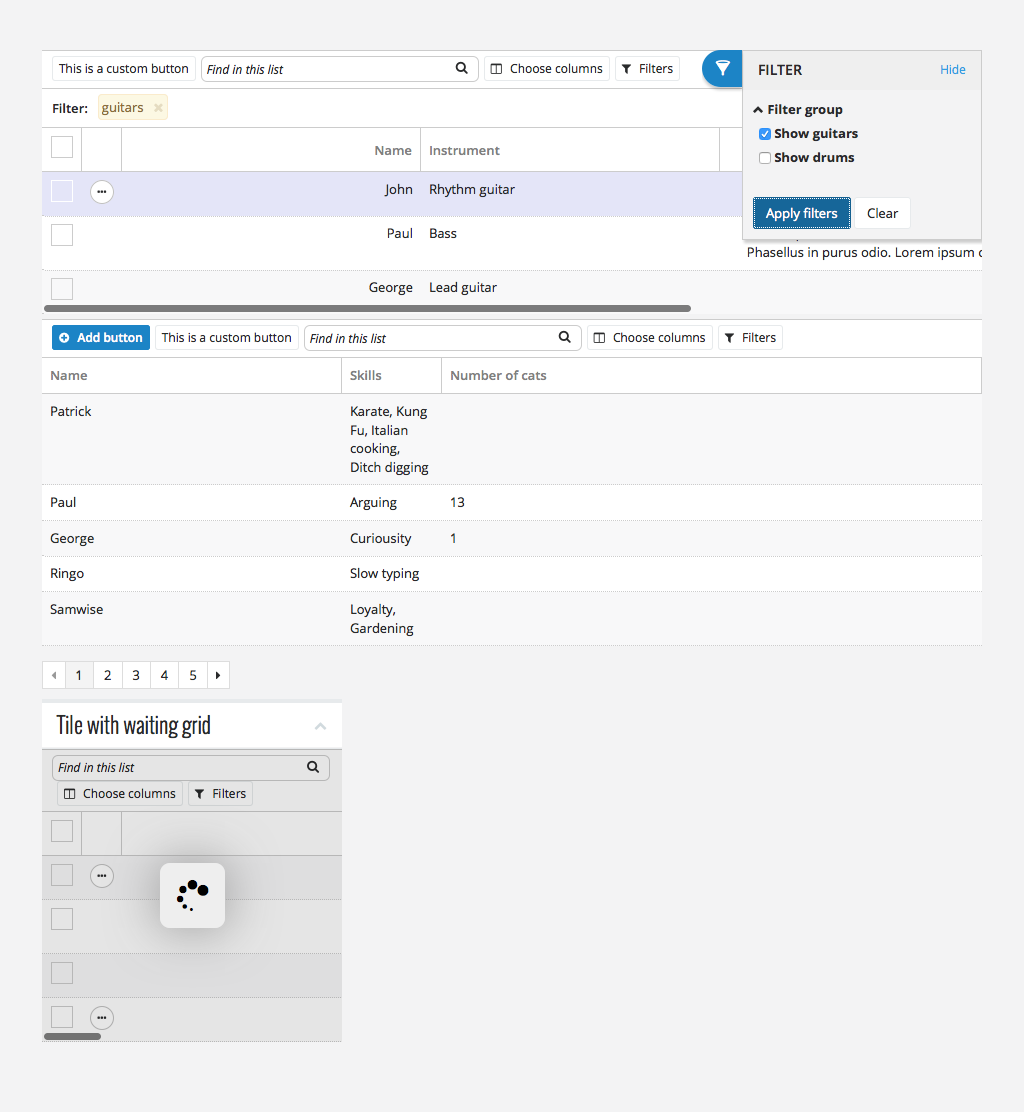 This is a custom button Find in this list Choose columns Filters
FILTER Hide
Filter: guitars
Filter group
Show guitars
Show drums
Apply filters Clear
Name Instrument
John Rhythm guitar
Paul Bass
Phasellus in purus odio. Lorem ipsum
George Lead guitar
Add button This is a custom button Find in this list Choose columns Filters
Name Skills Number of cats
Patrick Karate, Kung
Fu, Italian
cooking,
Ditch digging
Paul Arguing 13
George Curiousity 1
Ringo Slow typing
Samwise Loyalty,
Gardening
1 2 3 4 5
Tile with waiting grid
Find in this list
Choose columns Filters